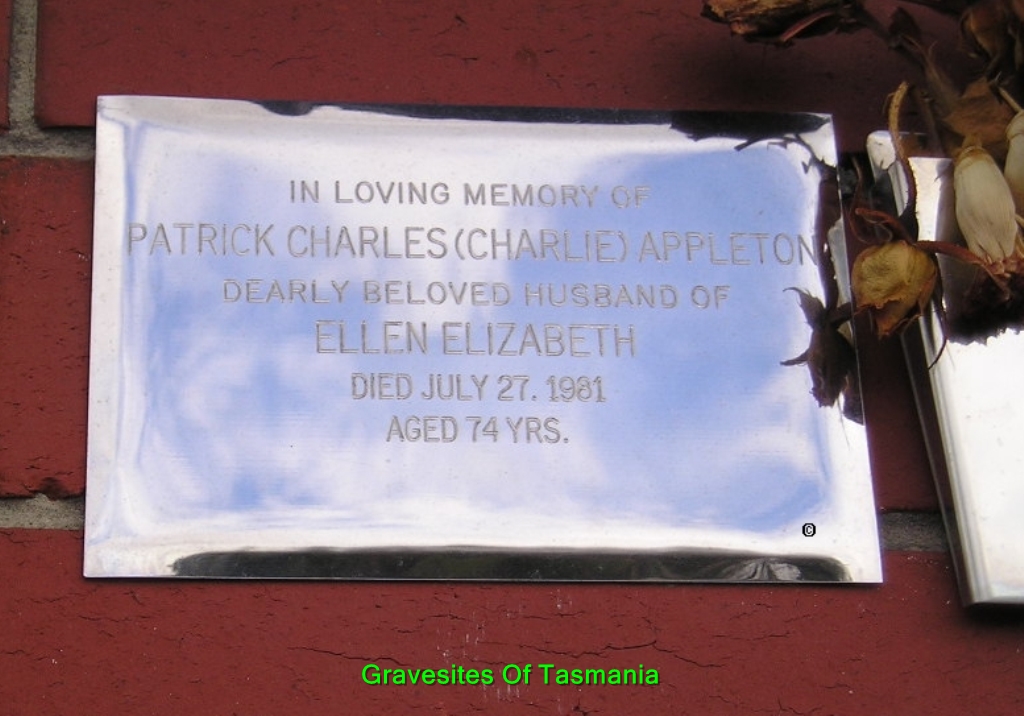 IN LOVING MEMORY OF
PATRICK CHARLES (CHARLIE) APPLETON
DEARLY BELOVED HUSBAND OF
ELLEN ELIZABETH
DIED JULY 27. 1981
AGED 74 YRS.
©
Gravesites Of Tasmania